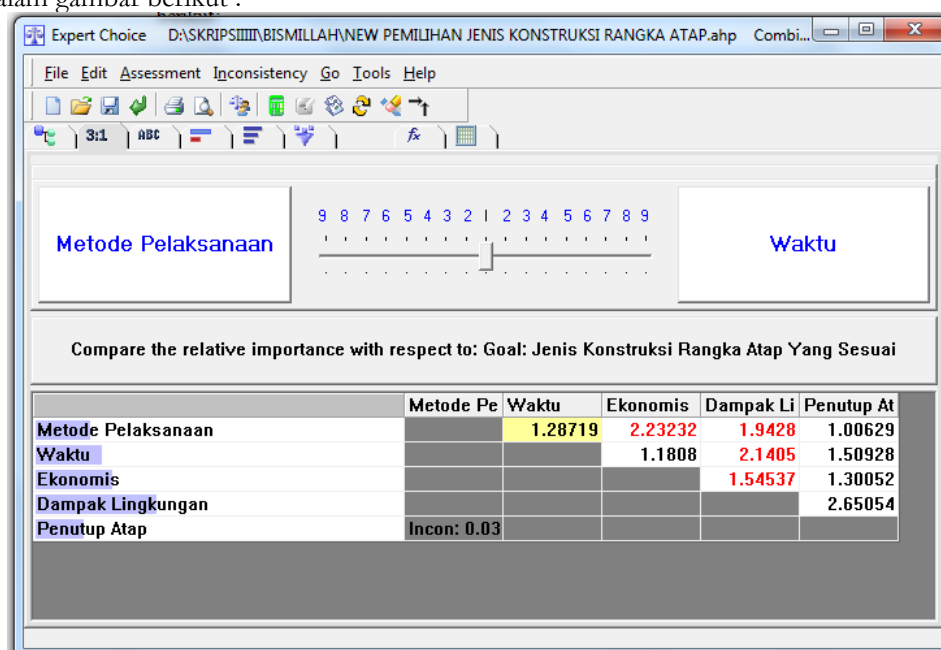 alam gambar berikut :
Expert Choice D:\SKRIPSIIIII\BISMILLAH\NEW PEMILIHAN JENIS KONSTRUKSI RANGKA ATAP.ahp Combi...
File Edit Assessment Inconsistency Go Tools Help
3:1 ABC fx
9 8 7 6 5 4 3 2 1 2 3 4 5 6 7 8 9
Metode Pelaksanaan Waktu
Compare the relative importance with respect to: Goal: Jenis Konstruksi Rangka Atap Yang Sesuai
Metode Pe Waktu Ekonomis Dampak Li Penutup At
Metode Pelaksanaan 1.28719 2.23232 1.9428 1.00629
Waktu 1.1808 2.1405 1.50928
Ekonomis 1.54537 1.30052
Dampak Lingkungan 2.65054
Penutup Atap Incon: 0.03